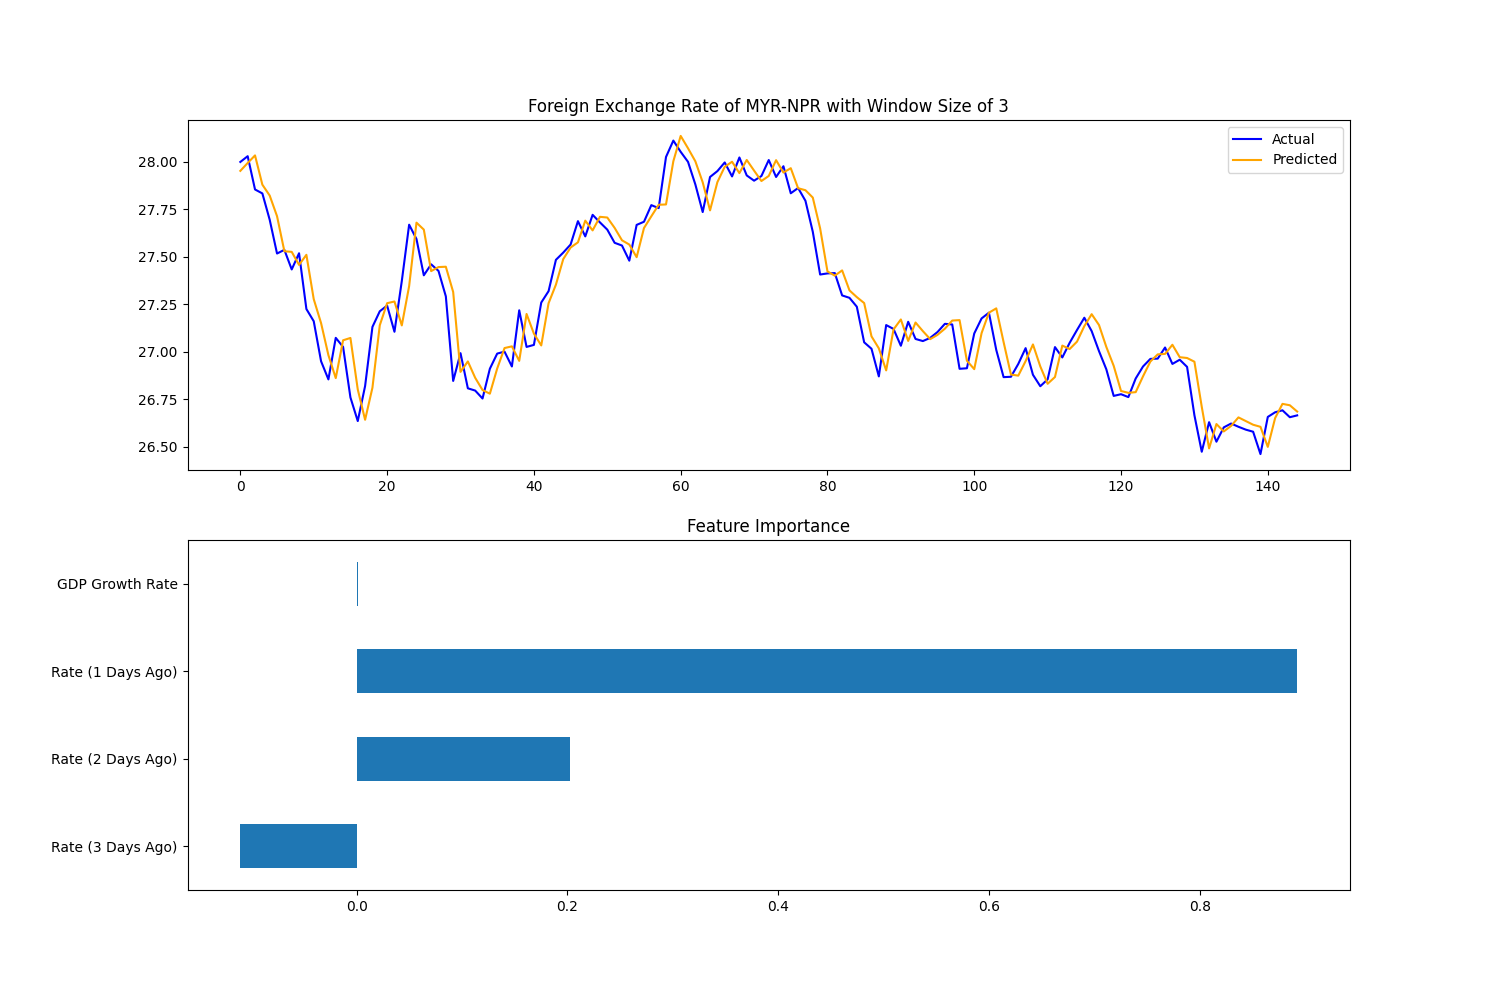 Foreign Exchange Rate of MYR-NPR with Window Size of 3
Actual
Predicted
28.00
27.75
27.50
27.25
27.00
26.75
26.50
0 20 40 60 80 100 120 140
Feature Importance
GDP Growth Rate
Rate (1 Days Ago)
Rate (2 Days Ago)
Rate (3 Days Ago)
0.0 0.2 0.4 0.6 0.8